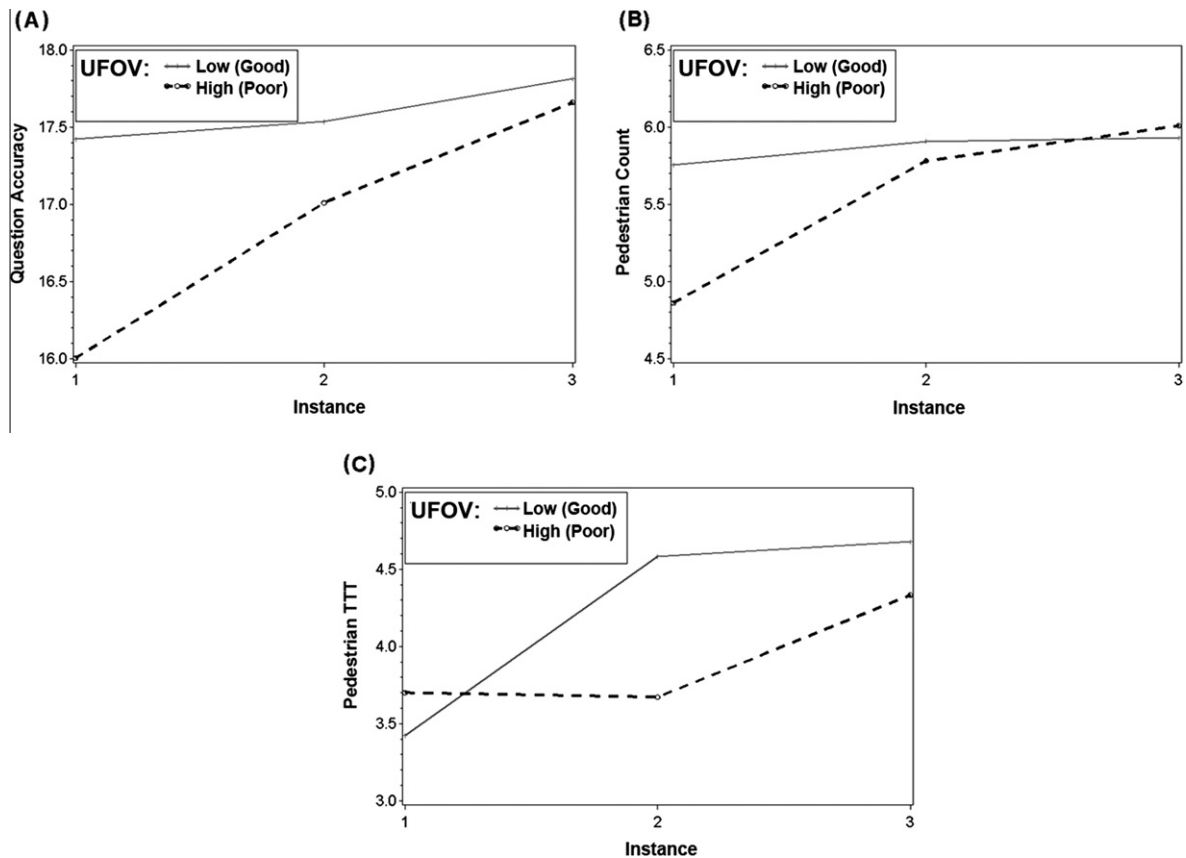 (A)
UFOV: Low (Good)
High (Poor)
18.0
17.5
17.0
16.5
16.0
Question Accuracy
1 2 3
Instance
(B)
UFOV: Low (Good)
High (Poor)
6.5
6.0
5.5
5.0
4.5
Pedestrian Count
1 2 3
Instance
(C)
UFOV: Low (Good)
High (Poor)
5.0
4.5
4.0
3.5
3.0
Pedestrian TTT
1 2 3
Instance